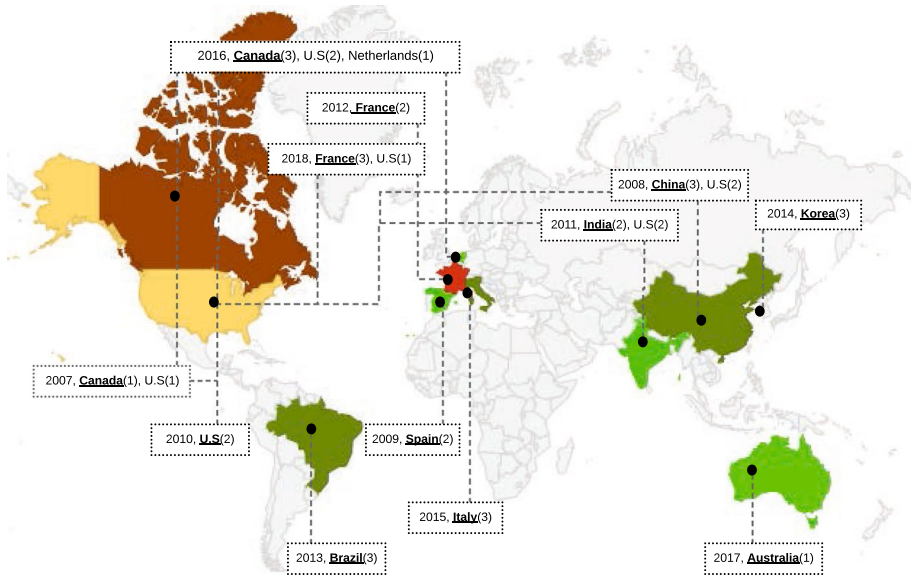 2016, Canada(3), U.S(2), Netherlands(1)
2012, France(2)
2018, France(3), U.S(1)
2008, China(3), U.S(2)
2014, Korea(3)
2011, India(2), U.S(2)
2007, Canada(1), U.S(1)
2010, U.S(2)
2009, Spain(2)
2015, Italy(3)
2013, Brazil(3)
2017, Australia(1)